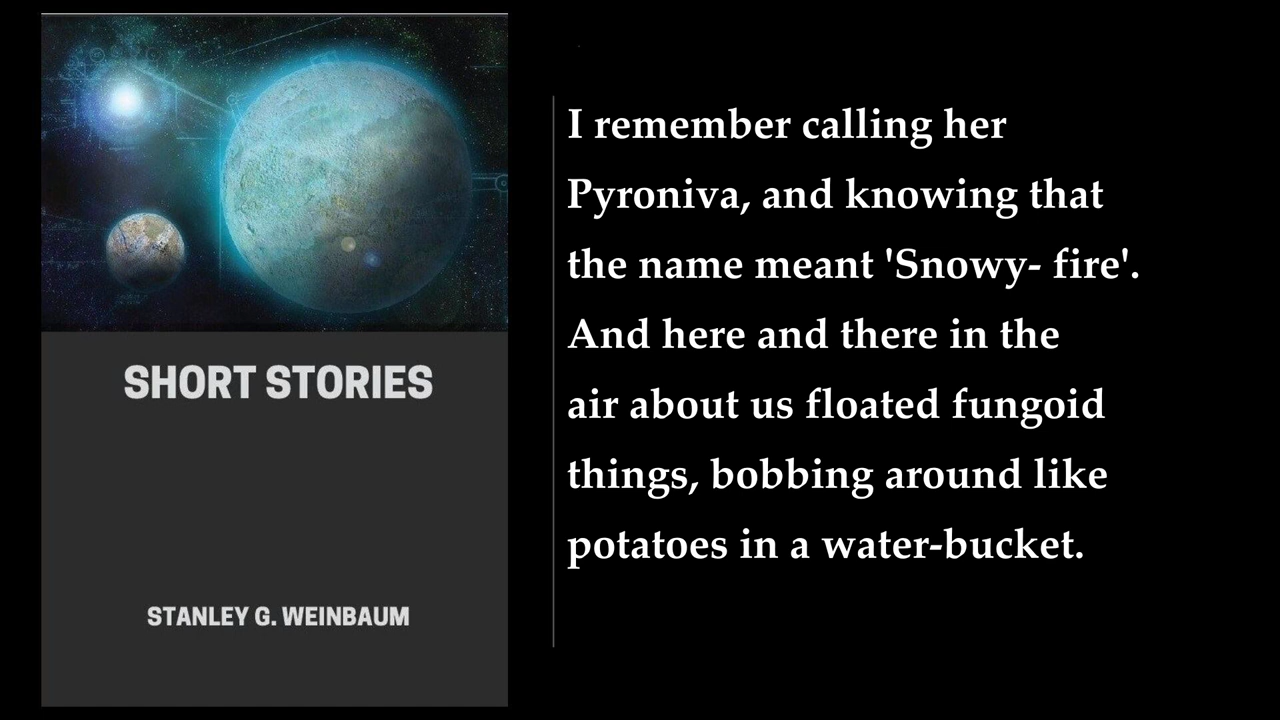 SHORT STORIES
STANLEY G. WEINBAUM
I remember calling her
Pyroniva, and knowing that
the name meant 'Snowy- fire'.
And here and there in the
air about us floated fungoid
things, bobbing around like
potatoes in a water-bucket.